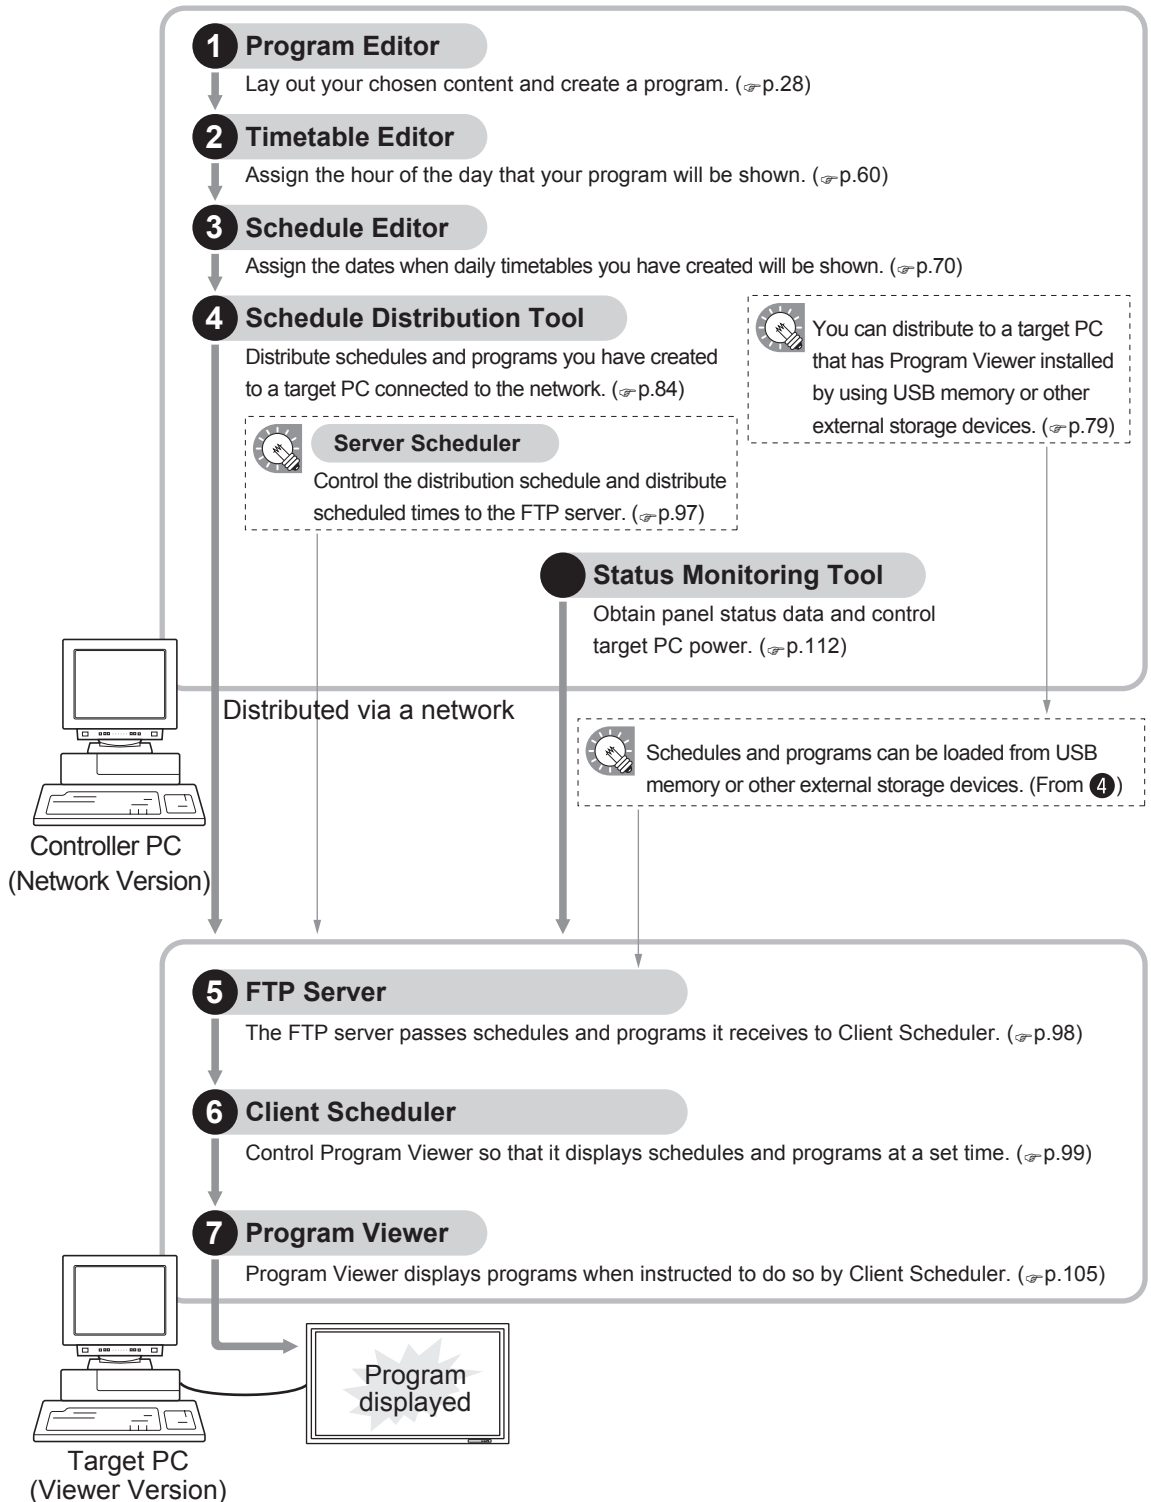 1 Program Editor
Lay out your chosen content and create a program. (☞p.28)
2 Timetable Editor
Assign the hour of the day that your program will be shown. (☞p.60)
3 Schedule Editor
Assign the dates when daily timetables you have created will be shown. (☞p.70)
4 Schedule Distribution Tool
Distribute schedules and programs you have created
to a target PC connected to the network. (☞p.84)
You can distribute to a target PC
that has Program Viewer installed
by using USB memory or other
external storage devices. (☞p.79)
Server Scheduler
Control the distribution schedule and distribute
scheduled times to the FTP server. (☞p.97)
Status Monitoring Tool
Obtain panel status data and control
target PC power. (☞p.112)
Distributed via a network
Schedules and programs can be loaded from USB
memory or other external storage devices. (From 4)
Controller PC
(Network Version)
5 FTP Server
The FTP server passes schedules and programs it receives to Client Scheduler. (☞p.98)
6 Client Scheduler
Control Program Viewer so that it displays schedules and programs at a set time. (☞p.99)
7 Program Viewer
Program Viewer displays programs when instructed to do so by Client Scheduler. (☞p.105)
Program
displayed
Target PC
(Viewer Version)